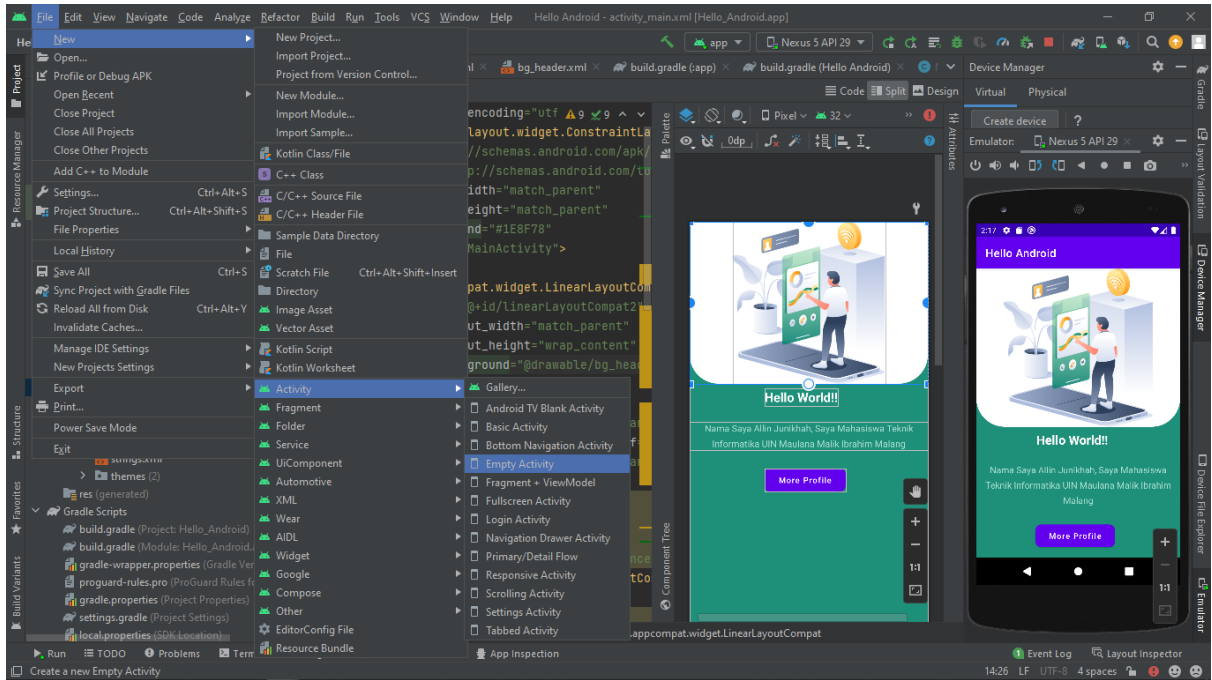 File Edit View Navigate Code Analyze Refactor Build Run Tools VCS Window Help Hello Android - activity_main.xml [Hello_Android.app]
He
app
Nexus 5 API 29
bg_header.xml
build.gradle (:app)
build.gradle (Hello Android)
Code Split Design
New
Open...
Profile or Debug APK
Open Recent
Close Project
Close All Projects
Close Other Projects
Add C++ to Module
Settings... Ctrl+Alt+S
Project Structure... Ctrl+Alt+Shift+S
File Properties
Local History
Save All Ctrl+S
Sync Project with Gradle Files
Reload All from Disk Ctrl+Alt+Y
Invalidate Caches...
Manage IDE Settings
New Projects Settings
Export
Print...
Power Save Mode
Exit
New Project...
Import Project...
Project from Version Control...
New Module...
Import Module...
Import Sample...
Kotlin Class/File
C++ Class
C/C++ Source File
C/C++ Header File
Sample Data Directory
File
Scratch File Ctrl+Alt+Shift+Insert
Directory
Image Asset
Vector Asset
Kotlin Script
Kotlin Worksheet
Activity
Fragment
Folder
Service
UiComponent
Automotive
XML
Wear
AIDL
Widget
Google
Compose
Other
EditorConfig File
Resource Bundle
Gallery...
Android TV Blank Activity
Basic Activity
Bottom Navigation Activity
Empty Activity
Fragment + ViewModel
Fullscreen Activity
Login Activity
Navigation Drawer Activity
Primary/Detail Flow
Responsive Activity
Scrolling Activity
Settings Activity
Tabbed Activity
encoding="utf 9 9
layout.widget.ConstraintLa
//schemas.android.com/apk/
p://schemas.android.com/to
idth="match_parent"
eight="match_parent"
nd="#1E8F78"
MainActivity">
pat.widget.LinearLayoutCom
@+id/linearLayoutCompat2"
ut_width="match_parent"
ut_height="wrap_content"
ground="@drawable/bg_head
Project
Resource Manager
Structure
Favorites
Build Variants
strings.xml
themes (2)
res (generated)
Gradle Scripts
build.gradle (Project: Hello_Android)
build.gradle (Module: Hello_Android.
gradle-wrapper.properties (Gradle Ver
proguard-rules.pro (ProGuard Rules fo
gradle.properties (Project Properties)
settings.gradle (Project Settings)
local.properties (SDK Location)
Palette
Component Tree
Attributes
Pixel 32
0dp
Hello World!!
Nama Saya Allin Junikhah, Saya Mahasiswa Teknik
Informatika UIN Maulana Malik Ibrahim Malang
More Profile
1:1
.appcompat.widget.LinearLayoutCompat
Device Manager
Virtual Physical
Create device ?
Emulator: Nexus 5 API 29
2:17
Hello Android
Hello World!!
Nama Saya Allin Junikhah, Saya Mahasiswa
Teknik Informatika UIN Maulana Malik Ibrahim
Malang
More Profile
1:1
Gradle
Layout Validation
Device Manager
Device File Explorer
Emulator
Run TODO Problems Term App Inspection Event Log Layout Inspector
Create a new Empty Activity 14:26 LF UTF-8 4 spaces